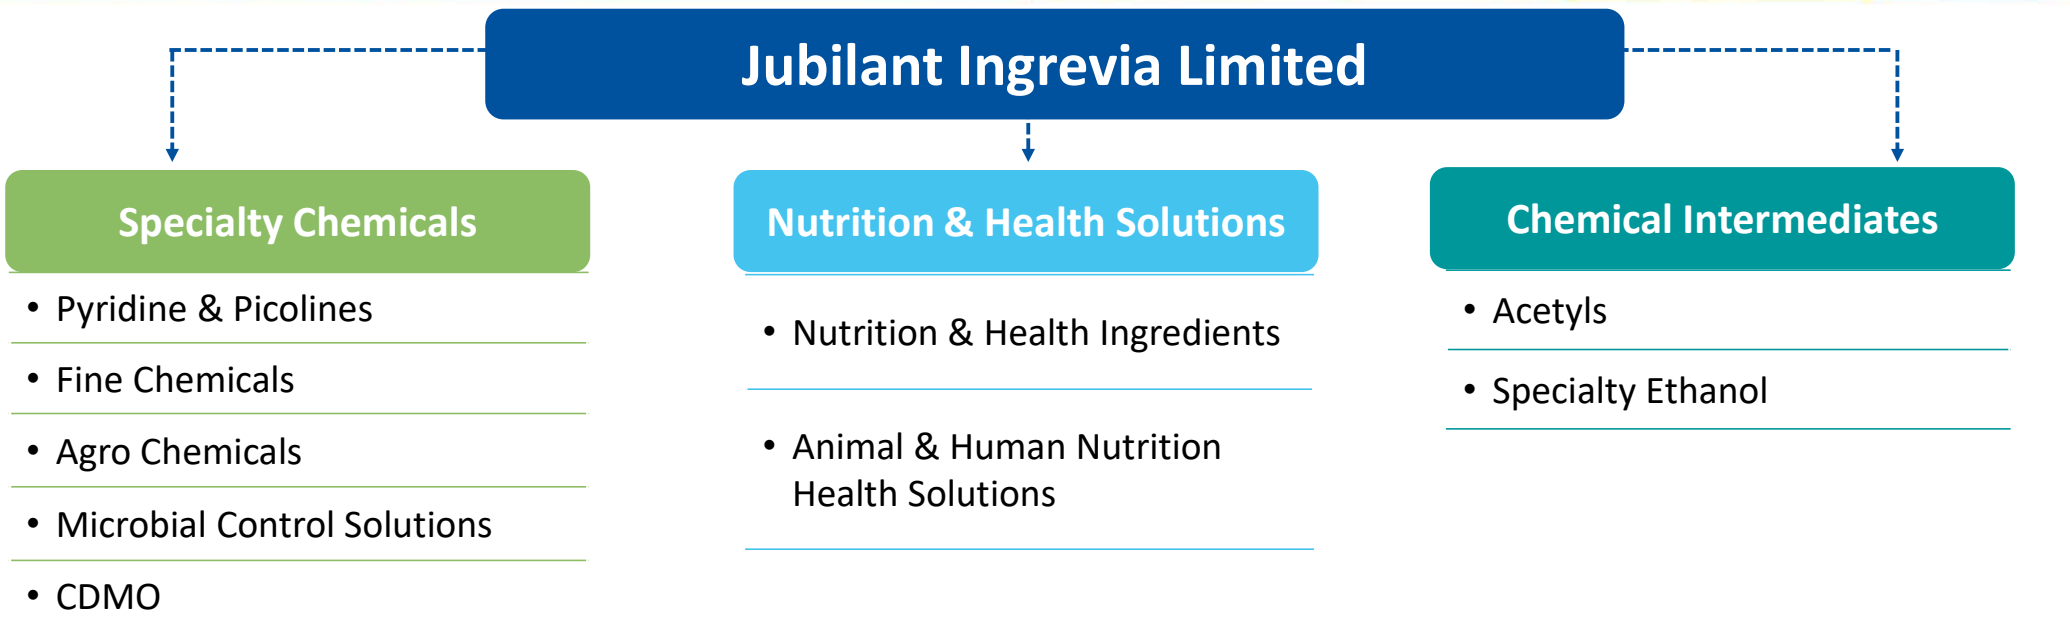 Jubilant Ingrevia Limited
Specialty Chemicals
• Pyridine & Picolines
• Fine Chemicals
• Agro Chemicals
• Microbial Control Solutions
• CDMO
Nutrition & Health Solutions
• Nutrition & Health Ingredients
• Animal & Human Nutrition
Health Solutions
Chemical Intermediates
• Acetyls
• Specialty Ethanol